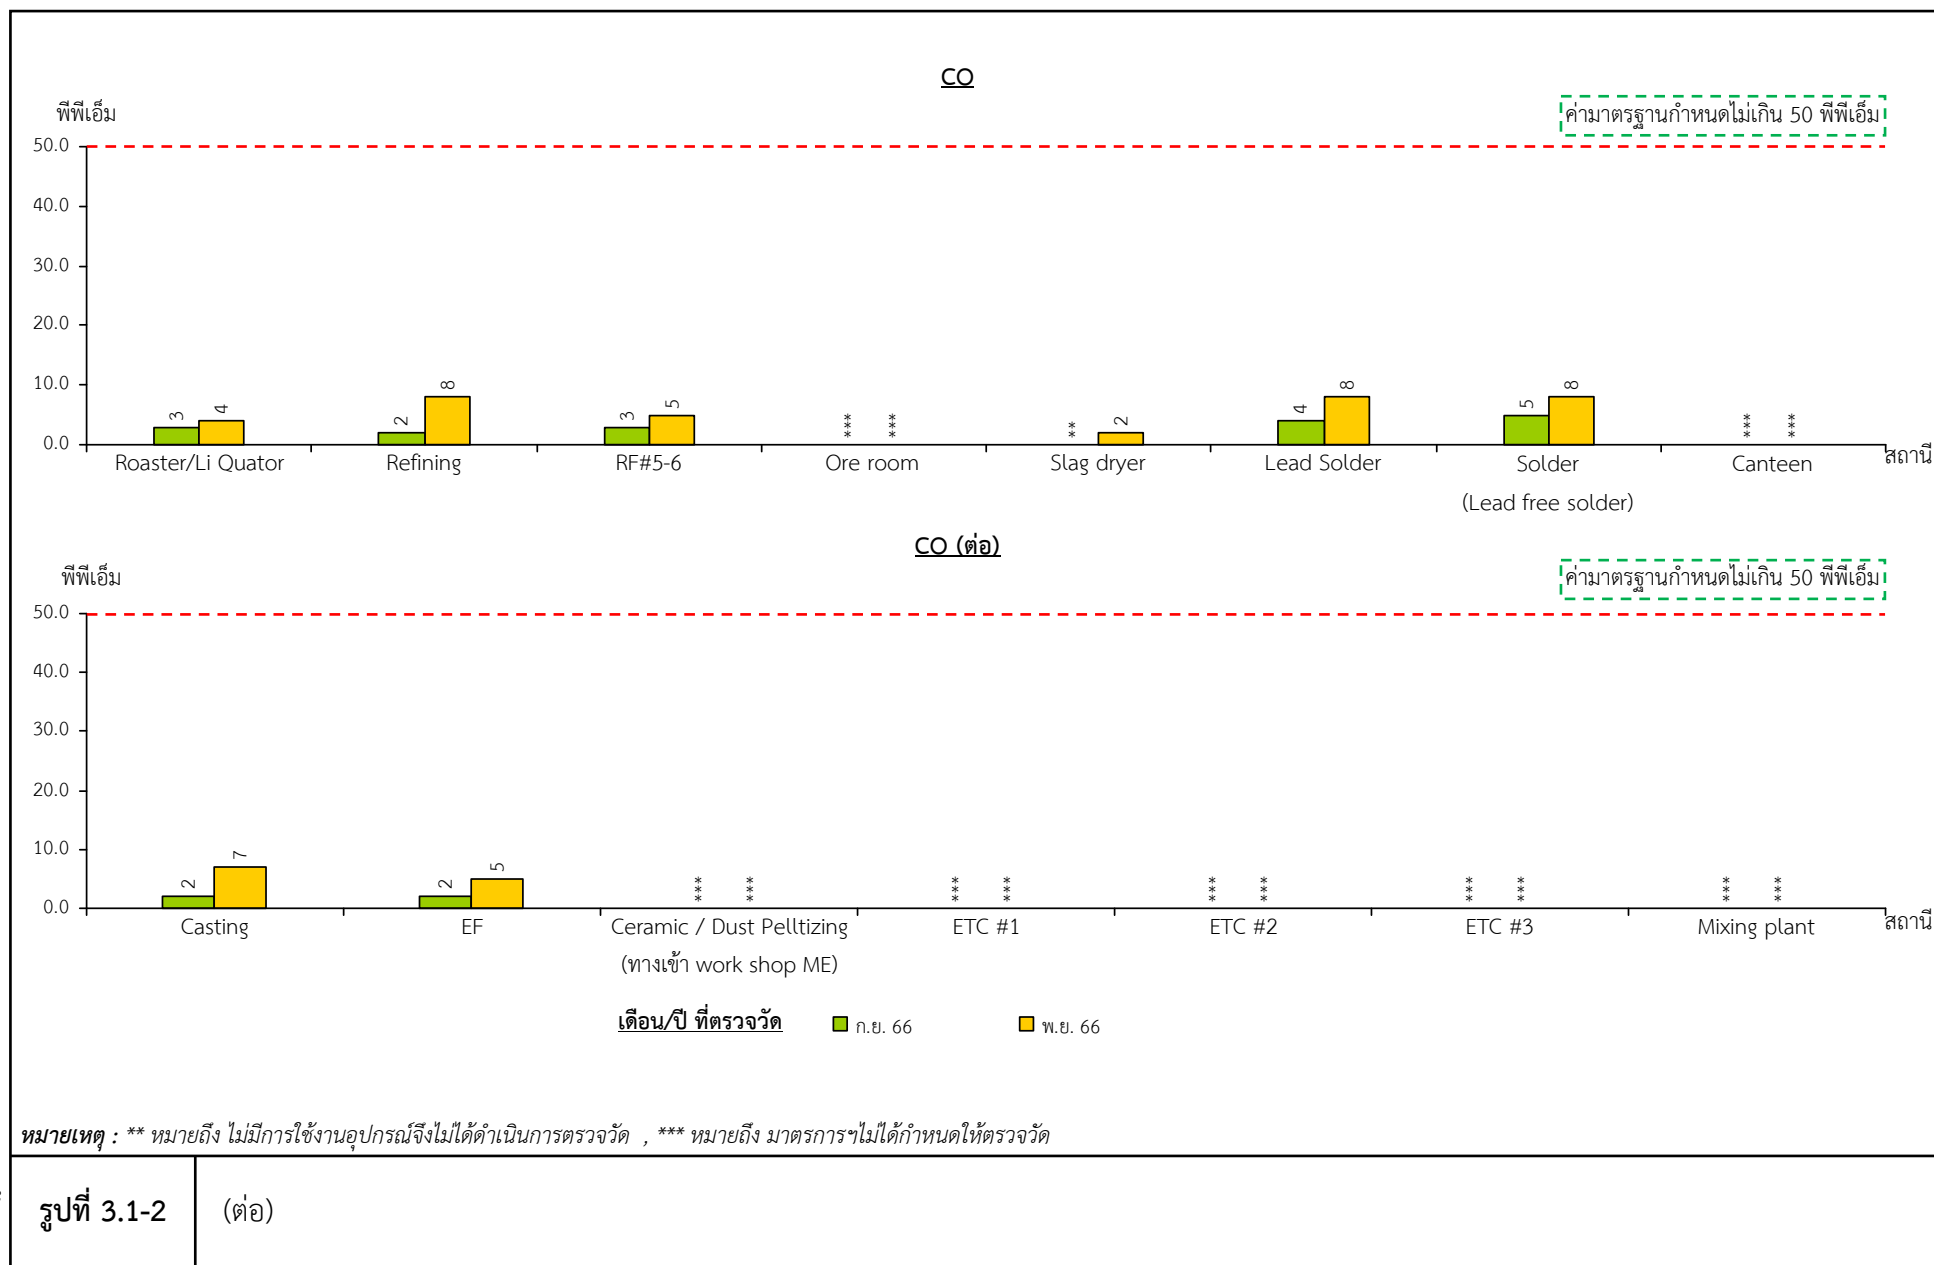 CO
พีพีเอ็ม
ค่ามาตรฐานกำหนดไม่เกิน 50 พีพีเอ็ม
50.0
40.0
30.0
20.0
10.0
0.0
3 4 2 8 3 5 *** *** ** 2 4 8 5 8 *** ***
Roaster/Li Quator Refining RF#5-6 Ore room Slag dryer Lead Solder Solder Canteen สถานี
(Lead free solder)
CO (ต่อ)
พีพีเอ็ม
ค่ามาตรฐานกำหนดไม่เกิน 50 พีพีเอ็ม
50.0
40.0
30.0
20.0
10.0
0.0
2 7 2 5 *** *** *** *** *** *** *** *** *** ***
Casting EF Ceramic / Dust Pelltizing ETC #1 ETC #2 ETC #3 Mixing plant สถานี
(ทางเข้า work shop ME)
เดือน/ปี ที่ตรวจวัด ก.ย. 66 พ.ย. 66
หมายเหตุ : ** หมายถึง ไม่มีการใช้งานอุปกรณ์จึงไม่ได้ดำเนินการตรวจวัด , *** หมายถึง มาตรการฯไม่ได้กำหนดให้ตรวจวัด
รูปที่ 3.1-2 (ต่อ)